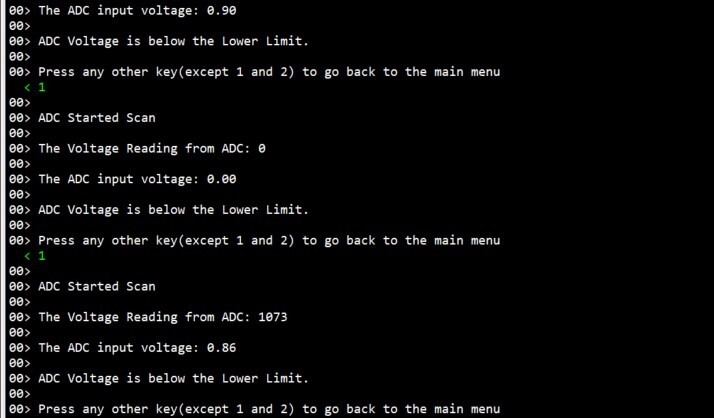 00> The ADC input voltage: 0.90
00>
00> ADC Voltage is below the Lower Limit.
00>
00> Press any other key(except 1 and 2) to go back to the main menu
< 1
00>
00> ADC Started Scan
00>
00> The Voltage Reading from ADC: 0
00>
00> The ADC input voltage: 0.00
00>
00> ADC Voltage is below the Lower Limit.
00>
00> Press any other key(except 1 and 2) to go back to the main menu
< 1
00>
00> ADC Started Scan
00>
00> The Voltage Reading from ADC: 1073
00>
00> The ADC input voltage: 0.86
00>
00> ADC Voltage is below the Lower Limit.
00>
00> Press any other key(except 1 and 2) to go back to the main menu